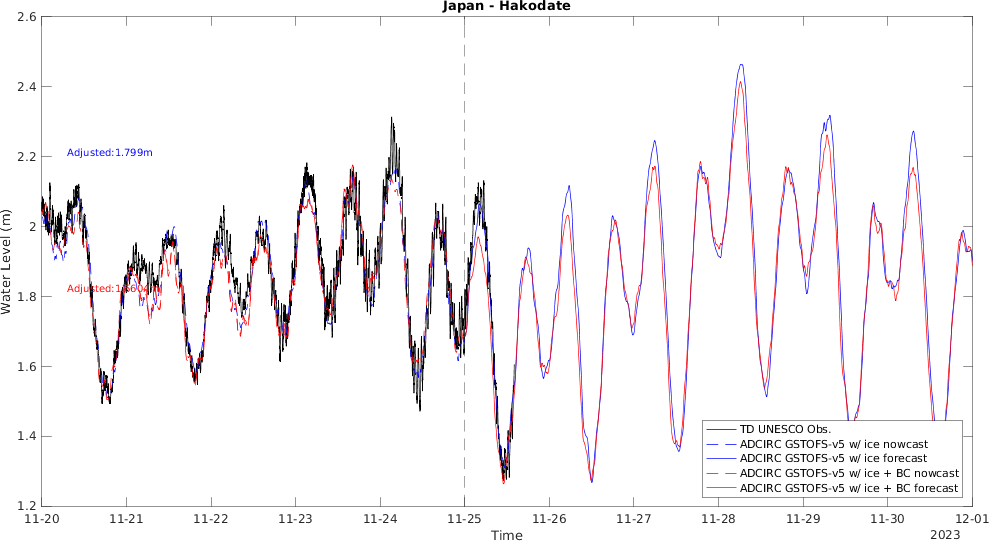 Japan - Hakodate
Water Level (m)
2.6
2.4
2.2
2
1.8
1.6
1.4
1.2
Adjusted:1.799m
TD UNESCO Obs.
ADCIRC GSTOFS-v5 w/ ice nowcast
ADCIRC GSTOFS-v5 w/ ice forecast
ADCIRC GSTOFS-v5 w/ ice + BC nowcast
ADCIRC GSTOFS-v5 w/ ice + BC forecast
11-20 11-21 11-22 11-23 11-24 11-25 11-26 11-27 11-28 11-29 11-30 12-01
Time
2023